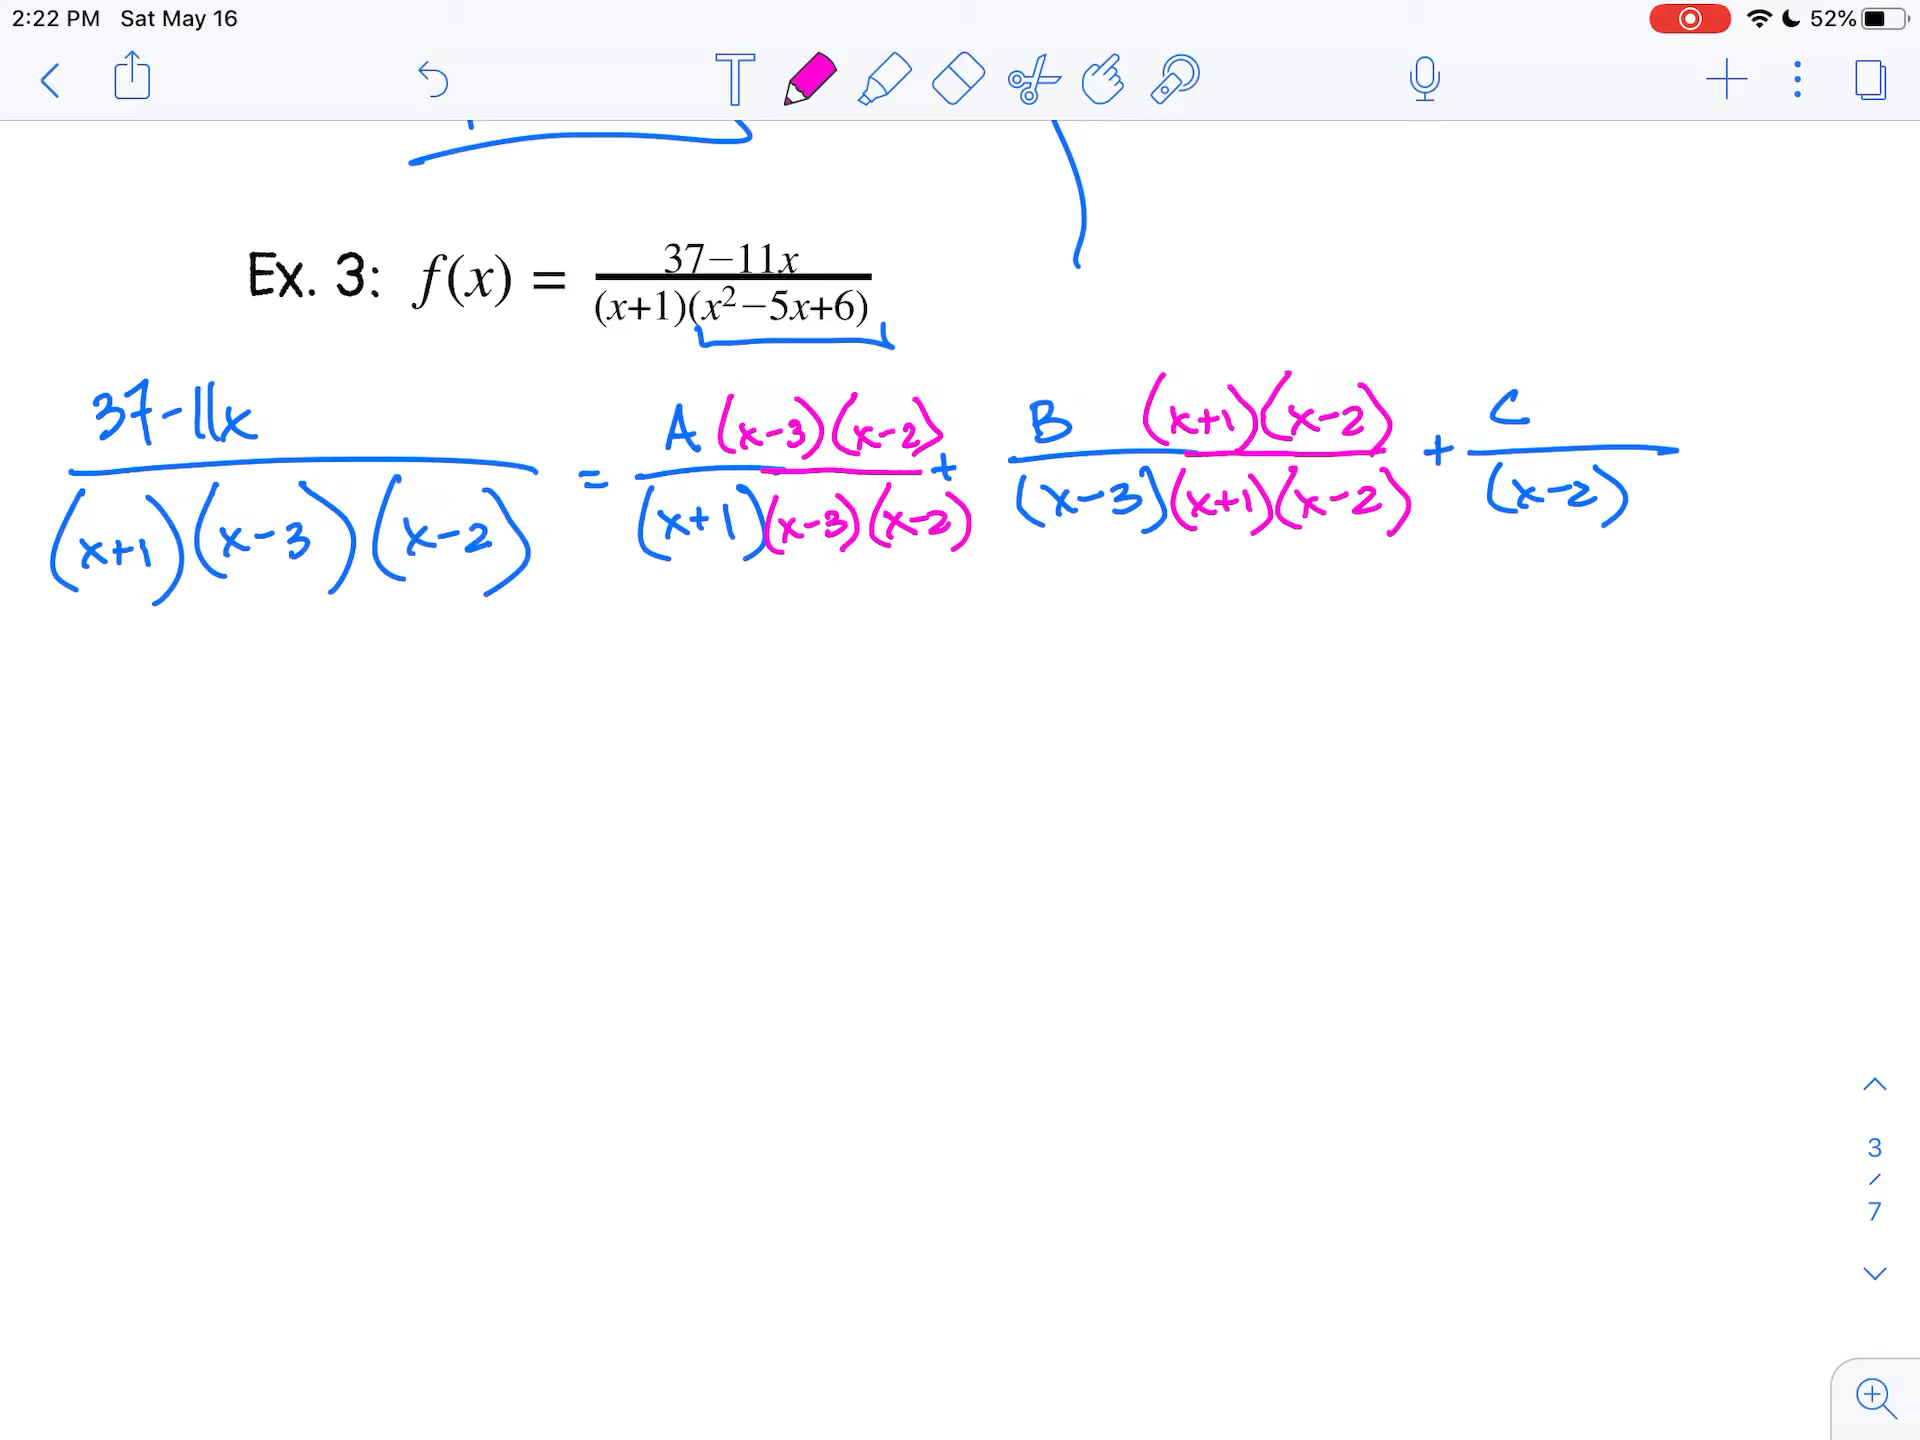 2:22 PM Sat May 16 52%
T
Ex. 3: f(x) = 37−11x / (x+1)(x²−5x+6)
37-11x / (x+1)(x-3)(x-2) = A(x-3)(x-2) / (x+1)(x-3)(x-2) + B(x+1)(x-2) / (x-3)(x+1)(x-2) + C / (x-2)
3
/
7